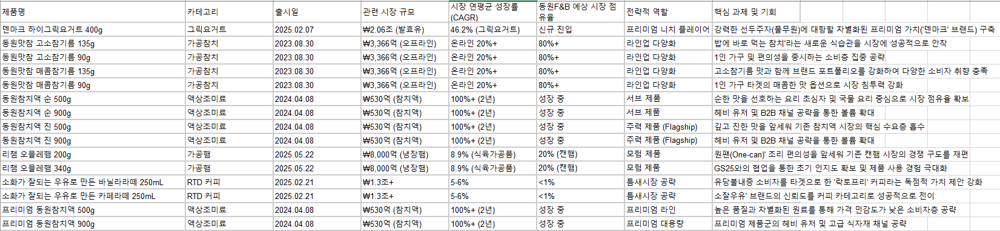 제품명 카테고리 출시일 관련 시장 규모 시장 연평균 성장률 (CAGR) 동원F&B 예상 시장 점유율 전략적 역할 핵심 과제 및 기회
덴마크 하이그릭요거트 400g 그릭요거트 2025.02.07 ₩2.06조 (발효유) 46.2% (그릭요거트) 신규 진입 프리미엄 니치 플레이어 강력한 선두주자(풀무원)에 대항할 차별화된 프리미엄 가치('덴마크' 브랜드) 구축
동원맛참 고소참기름 135g 가공참치 2023.08.30 ₩3,366억 (오프라인) 온라인 20%+ 80%+ 라인업 다양화 밥에 바로 먹는 참치'라는 새로운 식습관을 시장에 성공적으로 안착
동원맛참 고소참기름 90g 가공참치 2023.08.30 ₩3,366억 (오프라인) 온라인 20%+ 80%+ 라인업 다양화 1인 가구 및 편의성을 중시하는 소비층 집중 공략
동원맛참 매콤참기름 135g 가공참치 2023.08.30 ₩3,366억 (오프라인) 온라인 20%+ 80%+ 라인업 다양화 고소참기름 맛과 함께 브랜드 포트폴리오를 강화하여 다양한 소비자 취향 충족
동원맛참 매콤참기름 90g 가공참치 2023.08.30 ₩3,366억 (오프라인) 온라인 20%+ 80%+ 라인업 다양화 1인 가구 타겟의 매콤한 맛 옵션으로 시장 침투력 강화
동원참치액 순 500g 액상조미료 2024.04.08 ₩530억 (참치액) 100%+ (2년) 성장 중 서브 제품 순한 맛을 선호하는 요리 초심자 및 국물 요리 중심으로 시장 점유율 확보
동원참치액 순 900g 액상조미료 2024.04.08 ₩530억 (참치액) 100%+ (2년) 성장 중 서브 제품 헤비 유저 및 B2B 채널 공략을 통한 볼륨 확대
동원참치액 진 500g 액상조미료 2024.04.08 ₩530억 (참치액) 100%+ (2년) 성장 중 주력 제품 (Flagship) 깊고 진한 맛을 앞세워 기존 참치액 시장의 핵심 수요층 흡수
동원참치액 진 900g 액상조미료 2024.04.08 ₩530억 (참치액) 100%+ (2년) 성장 중 주력 제품 (Flagship) 헤비 유저 및 B2B 채널 공략을 통한 볼륨 확대
리챔 오믈레햄 200g 가공햄 2025.05.22 ₩8,000억 (냉장햄) 8.9% (식육가공품) 20% (캔햄) 모험 제품 원팬(One-can)' 조리 편의성을 앞세워 기존 캔햄 시장의 경쟁 구도를 재편
리챔 오믈레햄 340g 가공햄 2025.05.22 ₩8,000억 (냉장햄) 8.9% (식육가공품) 20% (캔햄) 모험 제품 GS25와의 협업을 통한 초기 인지도 확보 및 제품 사용 경험 극대화
소화가 잘되는 우유로 만든 바닐라라떼 250mL RTD 커피 2025.02.21 ₩1.3조+ 5-6% <1% 틈새시장 공략 유당불내증 소비자를 타겟으로 한 '락토프리' 커피라는 독점적 가치 제안 강화
소화가 잘되는 우유로 만든 카페라떼 250mL RTD 커피 2025.02.21 ₩1.3조+ 5-6% <1% 틈새시장 공략 소잘우유' 브랜드의 신뢰도를 커피 카테고리로 성공적으로 전이
프리미엄 동원참치액 500g 액상조미료 2024.04.08 ₩530억 (참치액) 100%+ (2년) 성장 중 프리미엄 라인 높은 품질과 차별화된 원료를 통해 가격 민감도가 낮은 소비자층 공략
프리미엄 동원참치액 900g 액상조미료 2024.04.08 ₩530억 (참치액) 100%+ (2년) 성장 중 프리미엄 대용량 프리미엄 제품군의 헤비 유저 및 고급 식자재 채널 공략